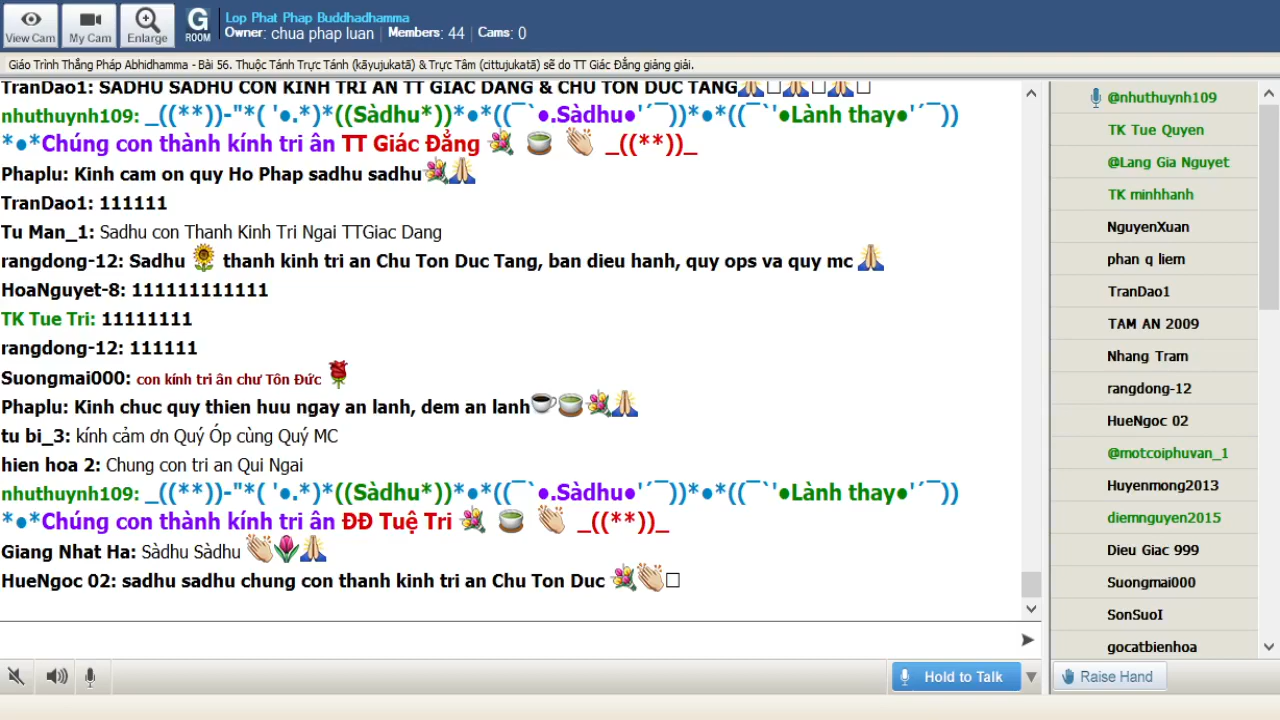 View Cam
My Cam
Enlarge
G
ROOM
Lop Phat Phap Buddhadhamma
Owner: chua phap luan | Members: 44 | Cams: 0
Giáo Trình Thắng Pháp Abhidhamma - Bài 56. Thuộc Tánh Trực Tánh (kāyujukatā) & Trực Tâm (cittujukatā) sẽ do TT Giác Đẳng giảng giải.
TranDao1: SADHU SADHU CON KINH TRI AN TT GIAC DANG & CHU TON DUC TANG🙏□🙏□🙏□
nhuthuynh109: _((**))-"*( '●.*)*((Sàdhu*))*●*((¯`●.Sàdhu●'´¯))*●*((¯`'●Lành thay●'´¯))
*●*Chúng con thành kính tri ân TT Giác Đẳng 💐 🍵 👏 _((**))_
Phaplu: Kinh cam on quy Ho Phap sadhu sadhu💐🙏
TranDao1: 111111
Tu Man_1: Sadhu con Thanh Kinh Tri Ngai TTGiac Dang
rangdong-12: Sadhu 🌻 thanh kinh tri an Chu Ton Duc Tang, ban dieu hanh, quy ops va quy mc 🙏
HoaNguyet-8: 111111111111
TK Tue Tri: 11111111
rangdong-12: 111111
Suongmai000: con kính tri ân chư Tôn Đức 🌹
Phaplu: Kinh chuc quy thien huu ngay an lanh, dem an lanh☕🍵💐🙏
tu bi_3: kính cảm ơn Quý Óp cùng Quý MC
hien hoa 2: Chung con tri an Qui Ngai
nhuthuynh109: _((**))-"*( '●.*)*((Sàdhu*))*●*((¯`●.Sàdhu●'´¯))*●*((¯`'●Lành thay●'´¯))
*●*Chúng con thành kính tri ân ĐĐ Tuệ Tri 💐 🍵 👏 _((**))_
Giang Nhat Ha: Sàdhu Sàdhu 👏🌷🙏
HueNgoc 02: sadhu sadhu chung con thanh kinh tri an Chu Ton Duc 💐👏□
Hold to Talk
@nhuthuynh109
TK Tue Quyen
@Lang Gia Nguyet
TK minhhanh
NguyenXuan
phan q liem
TranDao1
TAM AN 2009
Nhang Tram
rangdong-12
HueNgoc 02
@motcoiphuvan_1
Huyenmong2013
diemnguyen2015
Dieu Giac 999
Suongmai000
SonSuoI
gocatbienhoa
Raise Hand